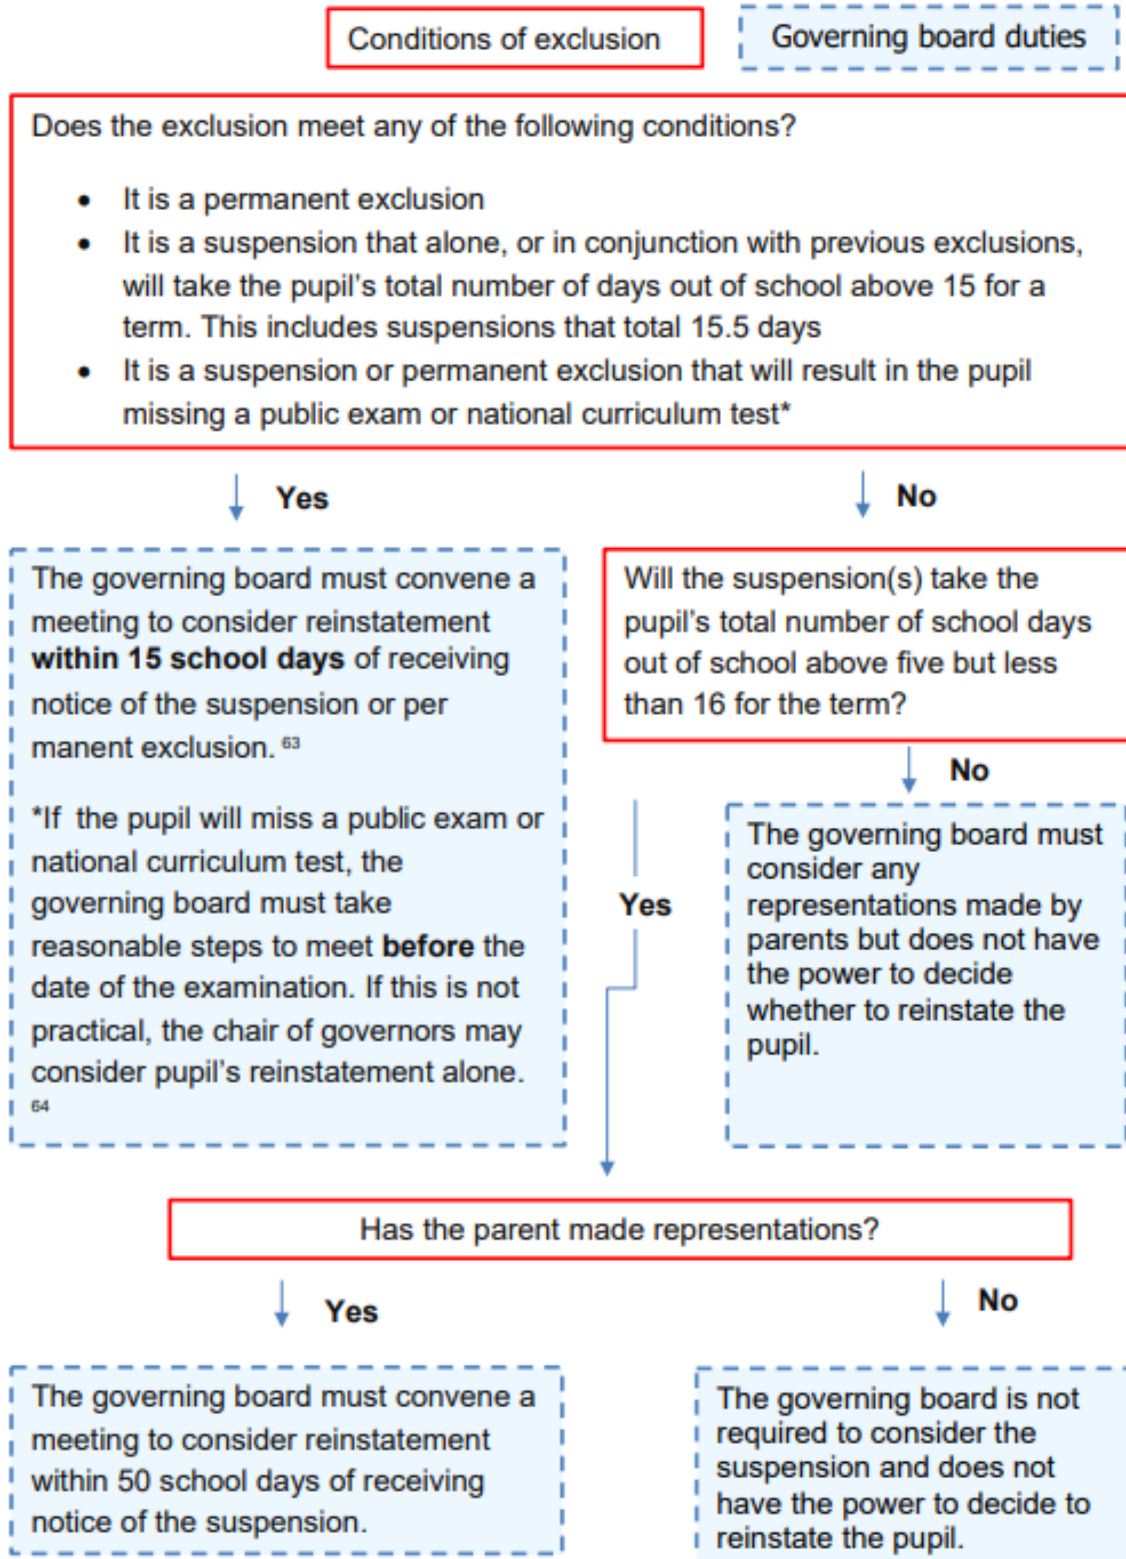 Conditions of exclusion
Governing board duties
Does the exclusion meet any of the following conditions?
• It is a permanent exclusion
• It is a suspension that alone, or in conjunction with previous exclusions,
will take the pupil's total number of days out of school above 15 for a
term. This includes suspensions that total 15.5 days
• It is a suspension or permanent exclusion that will result in the pupil
missing a public exam or national curriculum test*
Yes
No
The governing board must convene a
meeting to consider reinstatement
within 15 school days of receiving
notice of the suspension or per
manent exclusion. 63
*If the pupil will miss a public exam or
national curriculum test, the
governing board must take
reasonable steps to meet before the
date of the examination. If this is not
practical, the chair of governors may
consider pupil's reinstatement alone.
64
Will the suspension(s) take the
pupil's total number of school days
out of school above five but less
than 16 for the term?
No
Yes
The governing board must
consider any
representations made by
parents but does not have
the power to decide
whether to reinstate the
pupil.
Has the parent made representations?
Yes
No
The governing board must convene a
meeting to consider reinstatement
within 50 school days of receiving
notice of the suspension.
The governing board is not
required to consider the
suspension and does not
have the power to decide to
reinstate the pupil.